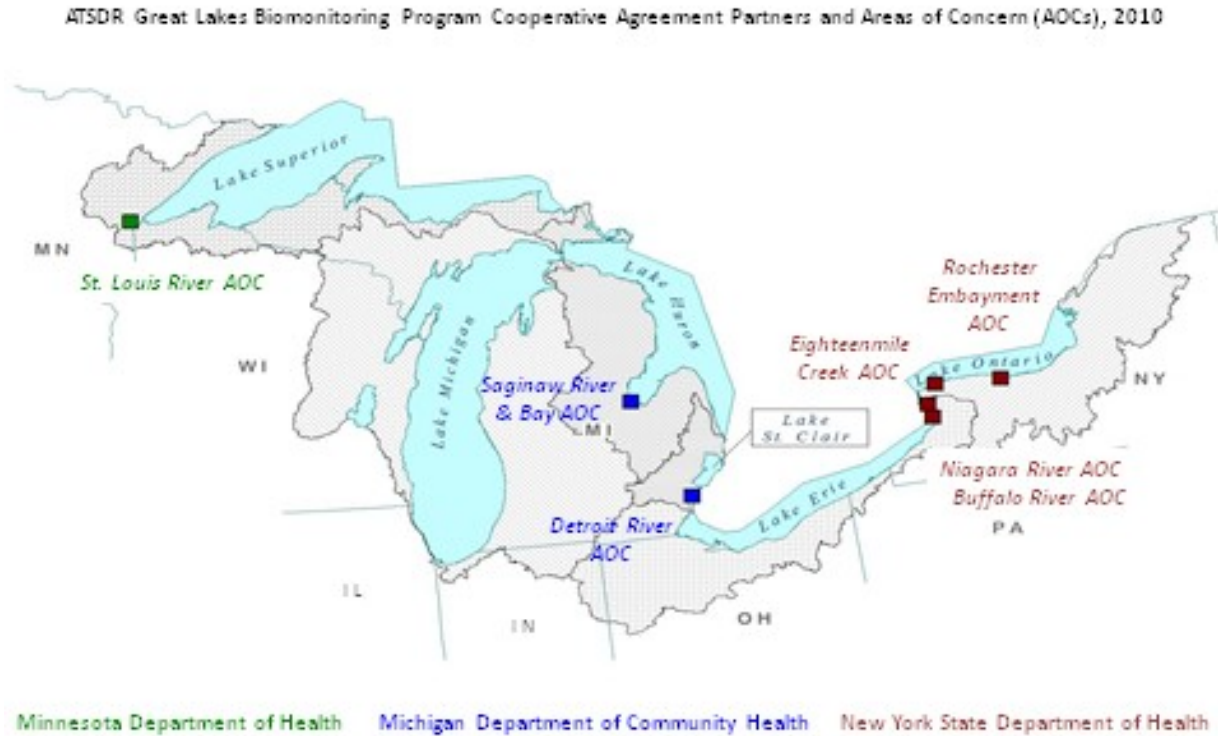 ATSDR Great Lakes Biomonitoring Program Cooperative Agreement Partners and Areas of Concern (AOCs), 2010
Lake Superior
MN
St. Louis River AOC
Lake Huron
Rochester
Embayment
AOC
Eighteenmile
Creek AOC
Lake Ontario
NY
WI
Lake Michigan
Saginaw River
& Bay AOC
MI
Lake
St. Clair
Niagara River AOC
Buffalo River AOC
Lake Erie
PA
Detroit River
AOC
IL
IN
OH
Minnesota Department of Health
Michigan Department of Community Health
New York State Department of Health